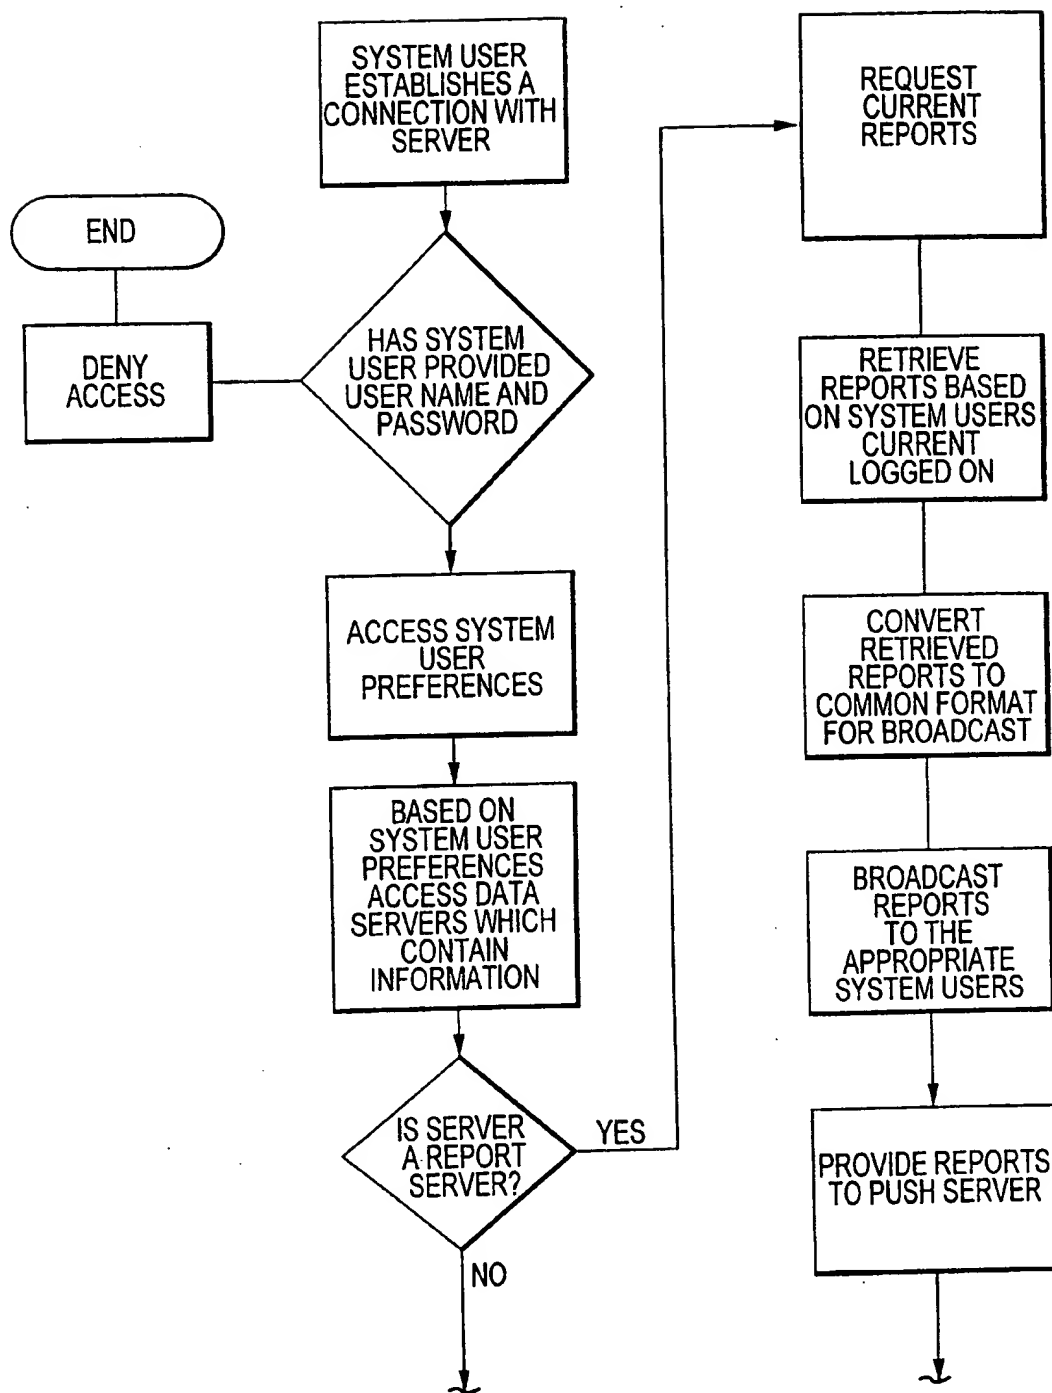 SYSTEM USER
ESTABLISHES A
CONNECTION WITH
SERVER
END
DENY
ACCESS
HAS SYSTEM
USER PROVIDED
USER NAME AND
PASSWORD
ACCESS SYSTEM
USER
PREFERENCES
BASED ON
SYSTEM USER
PREFERENCES
ACCESS DATA
SERVERS WHICH
CONTAIN
INFORMATION
IS SERVER
A REPORT
SERVER?
YES
NO
REQUEST
CURRENT
REPORTS
RETRIEVE
REPORTS BASED
ON SYSTEM USERS
CURRENT
LOGGED ON
CONVERT
RETRIEVED
REPORTS TO
COMMON FORMAT
FOR BROADCAST
BROADCAST
REPORTS
TO THE
APPROPRIATE
SYSTEM USERS
PROVIDE REPORTS
TO PUSH SERVER